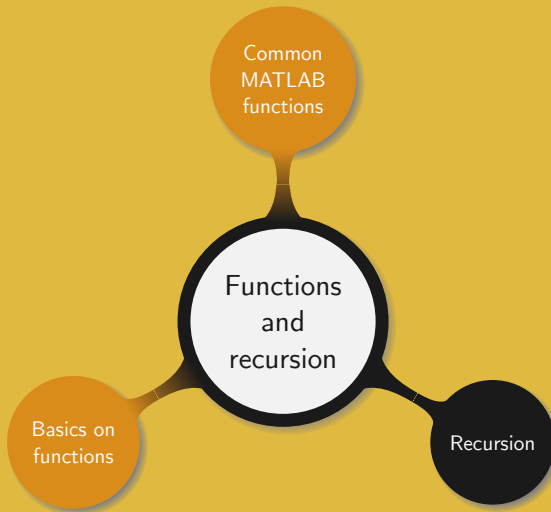 Common
MATLAB
functions
Functions
and
recursion
Basics on
functions
Recursion